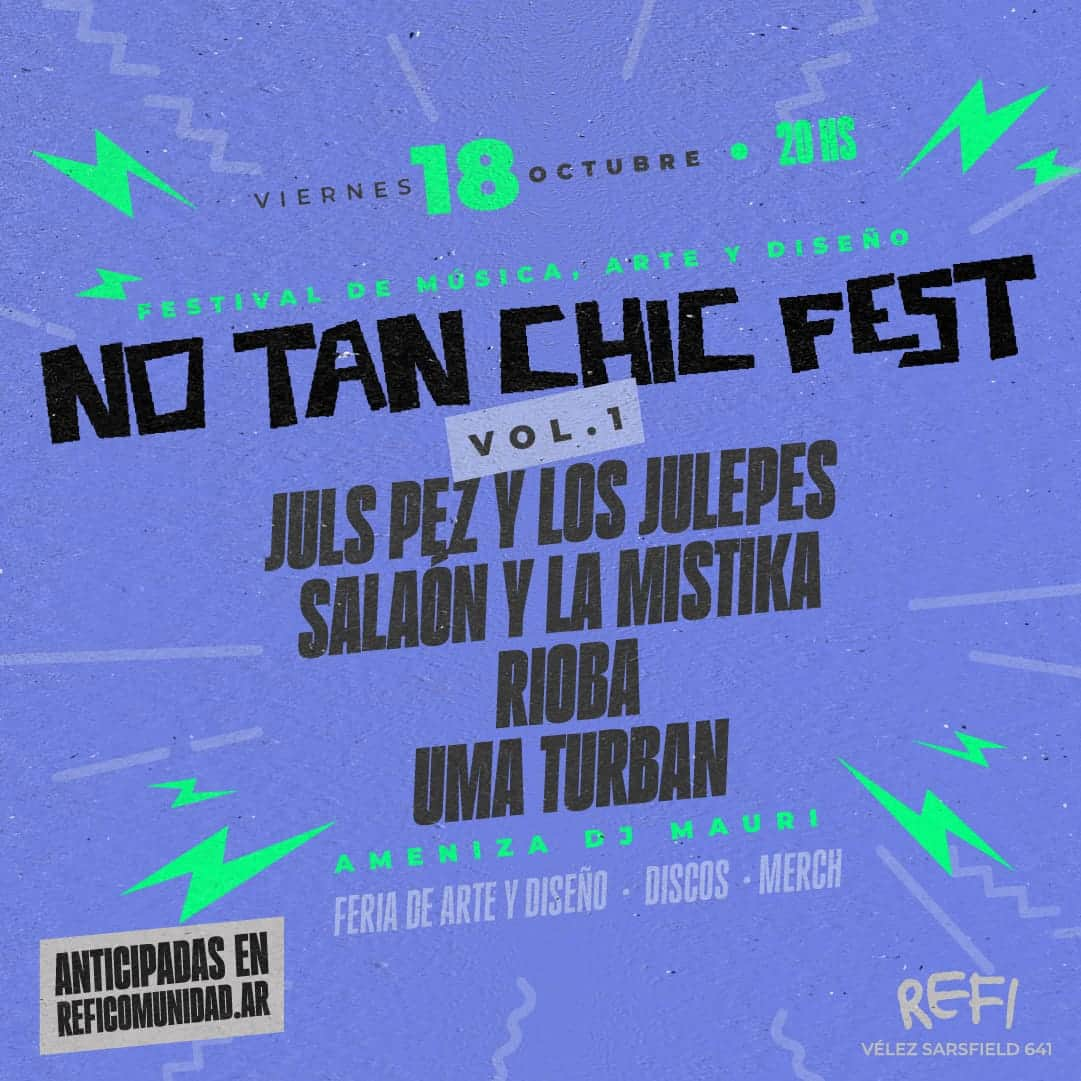 VIERNES 18 OCTUBRE • 20 HS
FESTIVAL DE MÚSICA, ARTE Y DISEÑO
NO TAN CHIC FEST
VOL.1
JULS PEZ Y LOS JULEPES
SALAÓN Y LA MISTIKA
RIOBA
UMA TURBAN
AMENIZA DJ MAURI
FERIA DE ARTE Y DISEÑO · DISCOS · MERCH
ANTICIPADAS EN
REFICOMUNIDAD.AR
REFI
VÉLEZ SARSFIELD 641